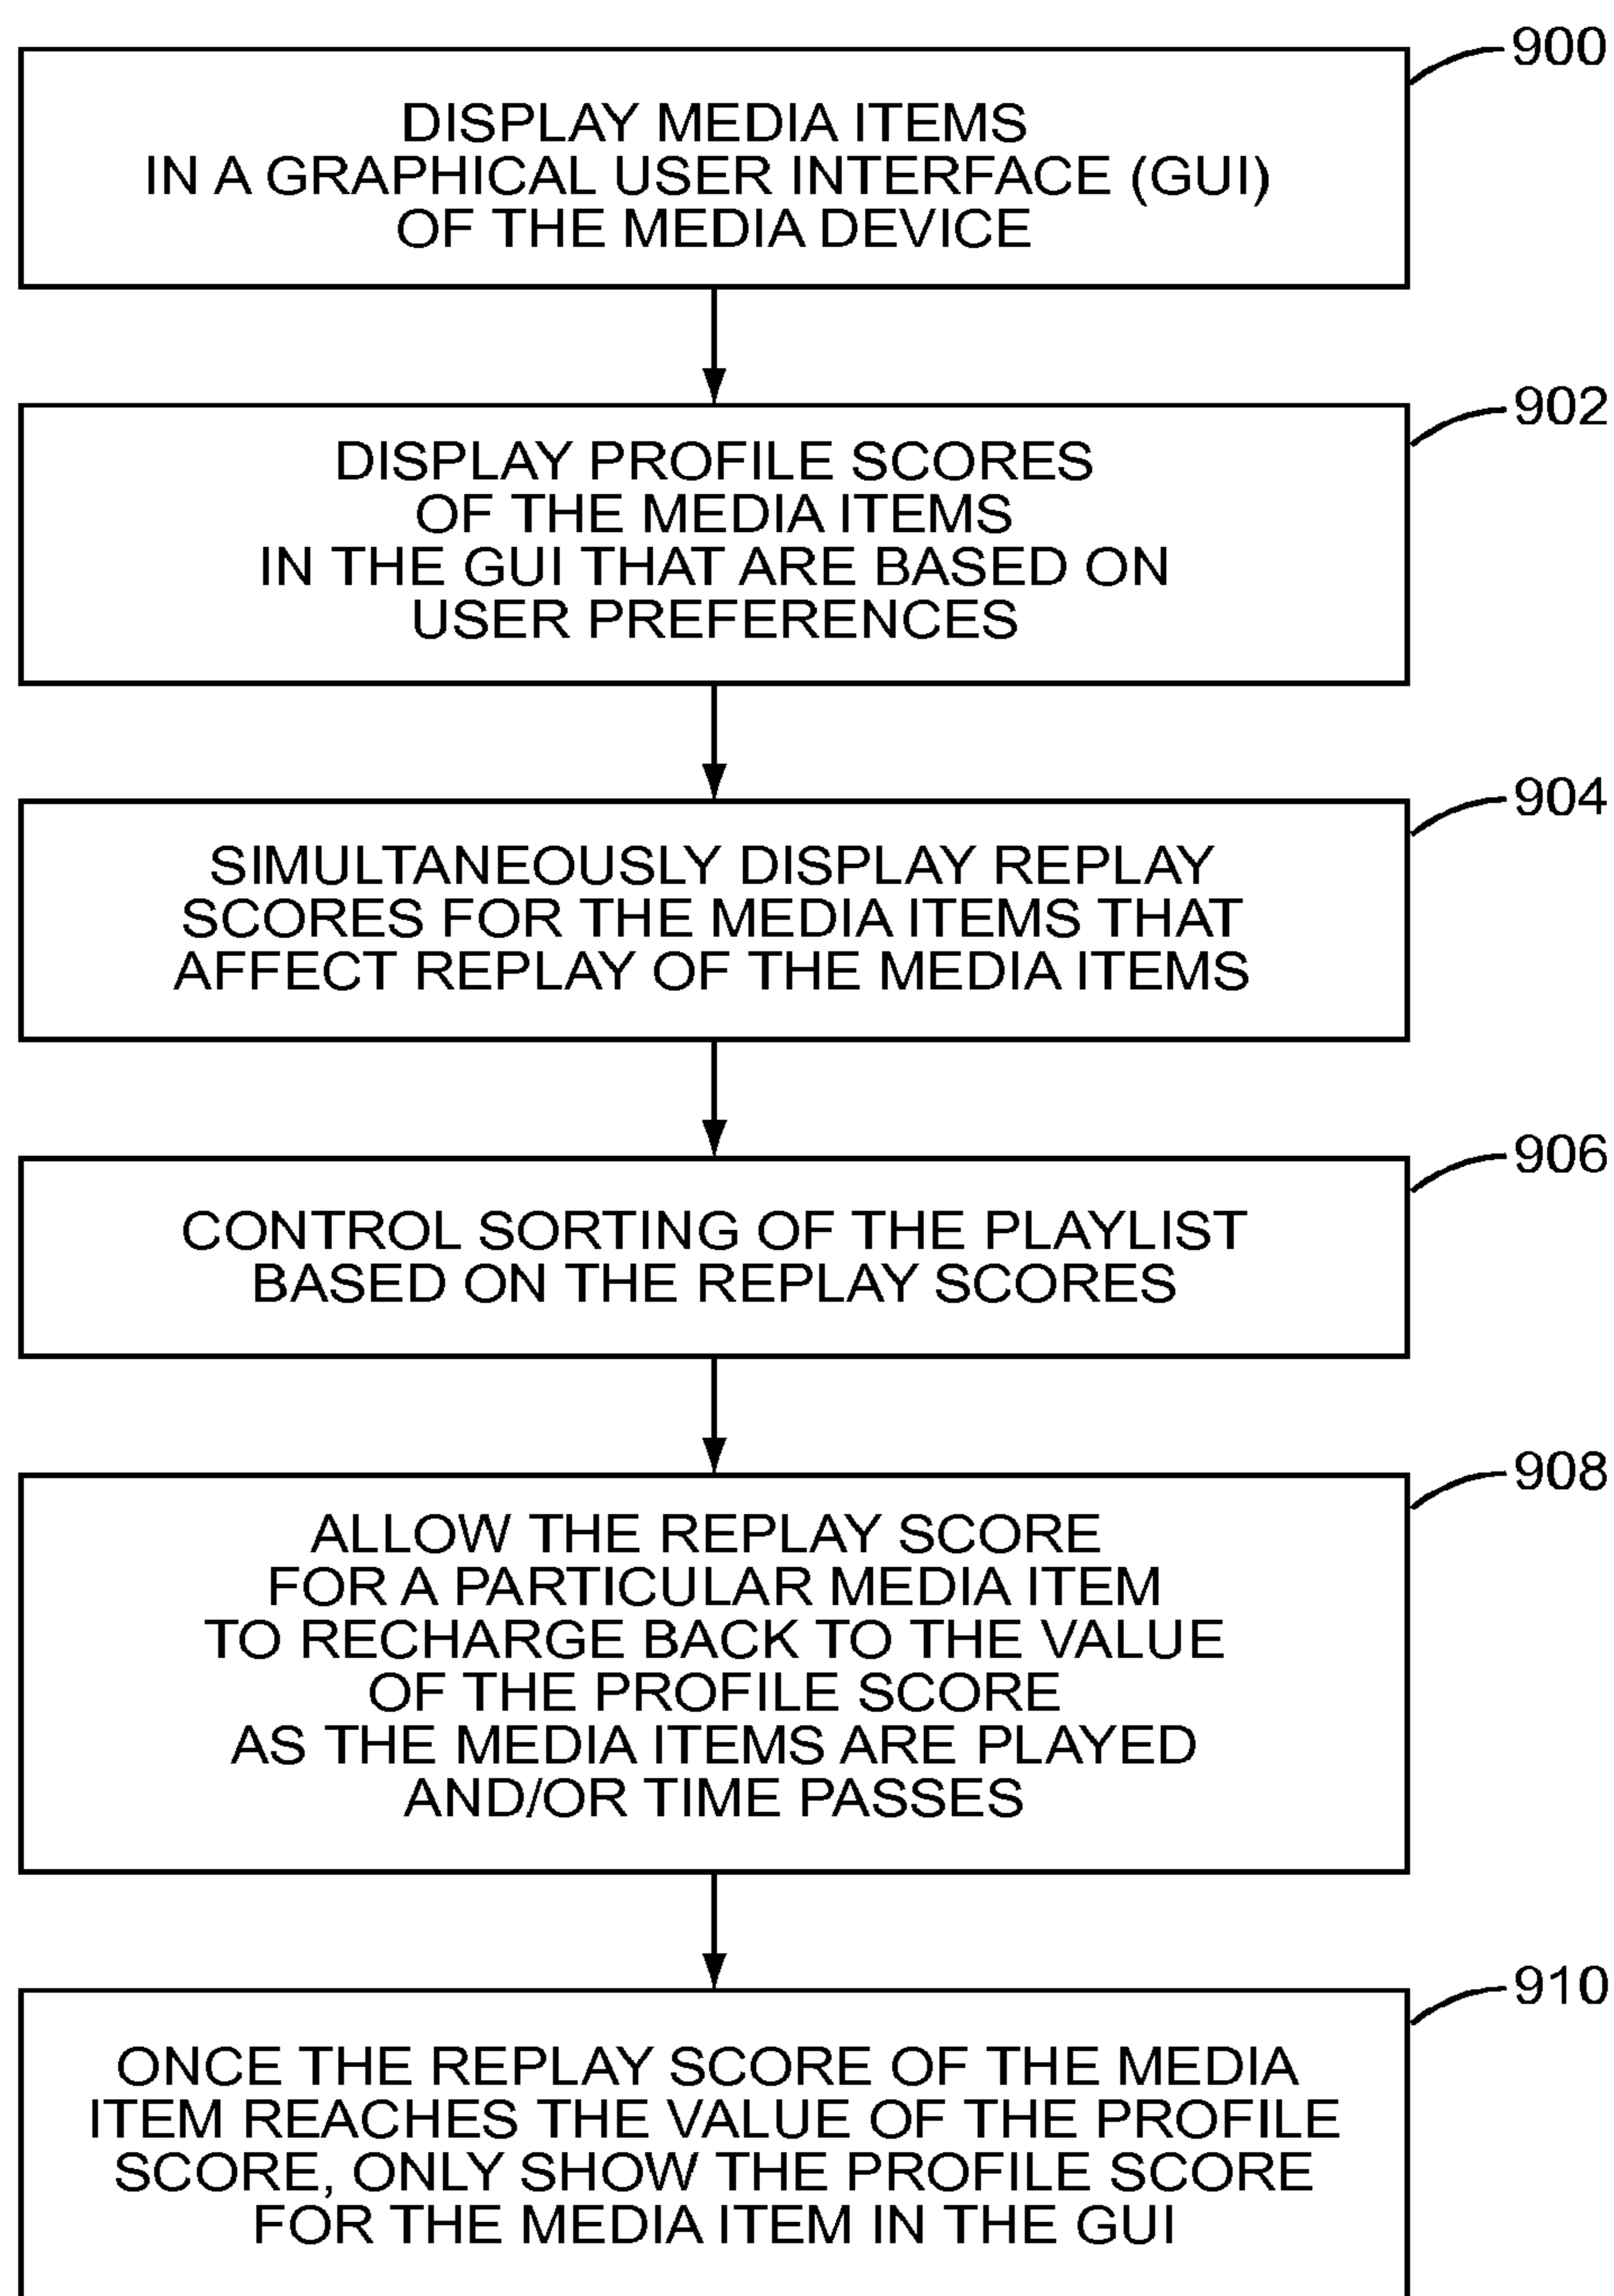 900
DISPLAY MEDIA ITEMS
IN A GRAPHICAL USER INTERFACE (GUI)
OF THE MEDIA DEVICE
902
DISPLAY PROFILE SCORES
OF THE MEDIA ITEMS
IN THE GUI THAT ARE BASED ON
USER PREFERENCES
904
SIMULTANEOUSLY DISPLAY REPLAY
SCORES FOR THE MEDIA ITEMS THAT
AFFECT REPLAY OF THE MEDIA ITEMS
906
CONTROL SORTING OF THE PLAYLIST
BASED ON THE REPLAY SCORES
908
ALLOW THE REPLAY SCORE
FOR A PARTICULAR MEDIA ITEM
TO RECHARGE BACK TO THE VALUE
OF THE PROFILE SCORE
AS THE MEDIA ITEMS ARE PLAYED
AND/OR TIME PASSES
910
ONCE THE REPLAY SCORE OF THE MEDIA
ITEM REACHES THE VALUE OF THE PROFILE
SCORE, ONLY SHOW THE PROFILE SCORE
FOR THE MEDIA ITEM IN THE GUI